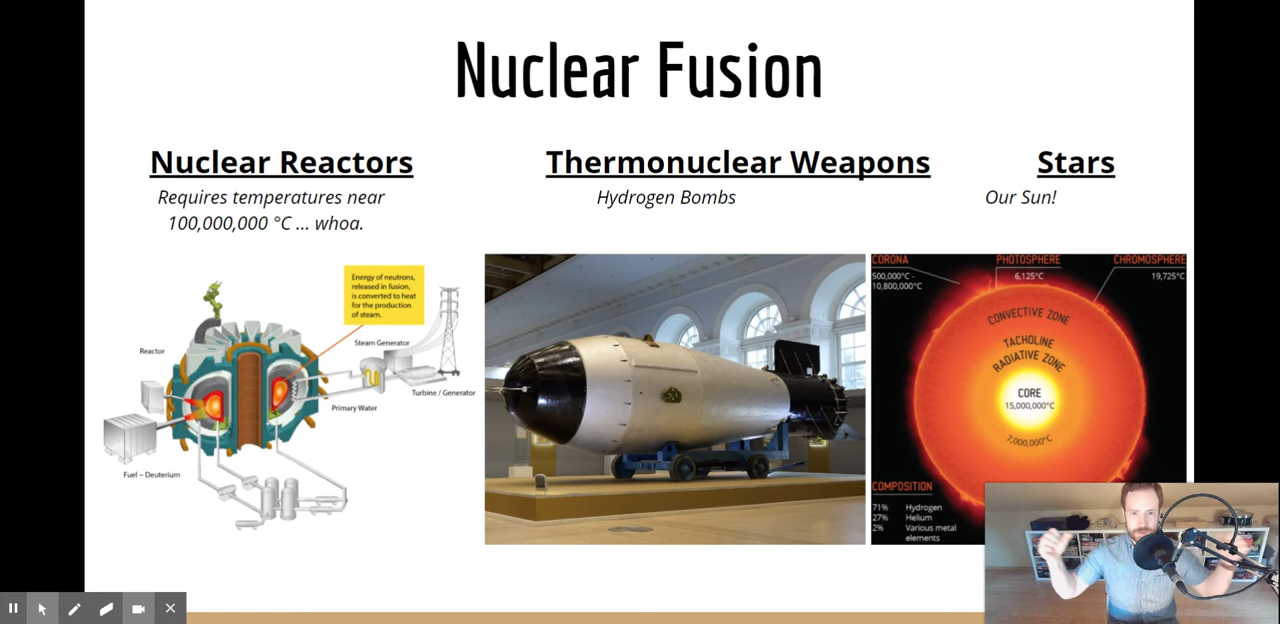 Nuclear Fusion
Nuclear Reactors
Requires temperatures near
100,000,000 °C ... whoa.
Thermonuclear Weapons
Hydrogen Bombs
Stars
Our Sun!
Energy of neutrons,
released in fusion,
is converted to heat
for the production
of steam.
Reactor
Steam Generator
Turbine / Generator
Primary Water
Fuel – Deuterium
CORONA
500,000°C -
10,800,000°C
PHOTOSPHERE
6,125°C
CHROMOSPHERE
19,725°C
CONVECTIVE ZONE
TACHOLINE
RADIATIVE ZONE
CORE
15,000,000°C
7,000,000°C
COMPOSITION
71% Hydrogen
27% Helium
2% Various metal
elements